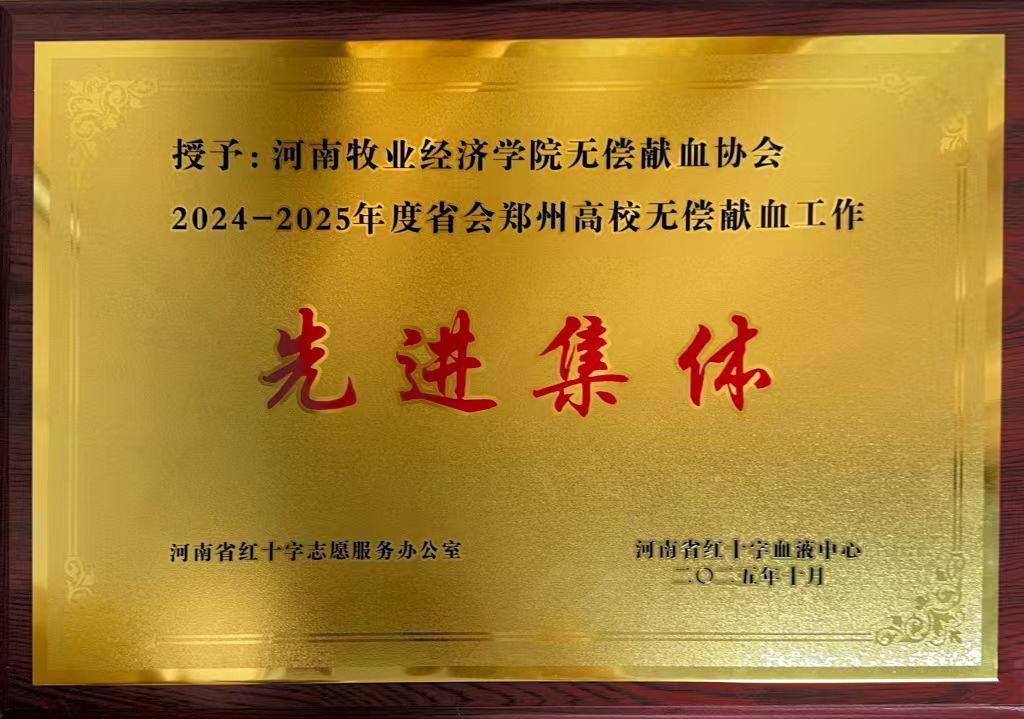 授予：河南牧业经济学院无偿献血协会
2024-2025年度省会郑州高校无偿献血工作
先进集体
河南省红十字志愿服务办公室
河南省红十字血液中心
二〇二五年十月